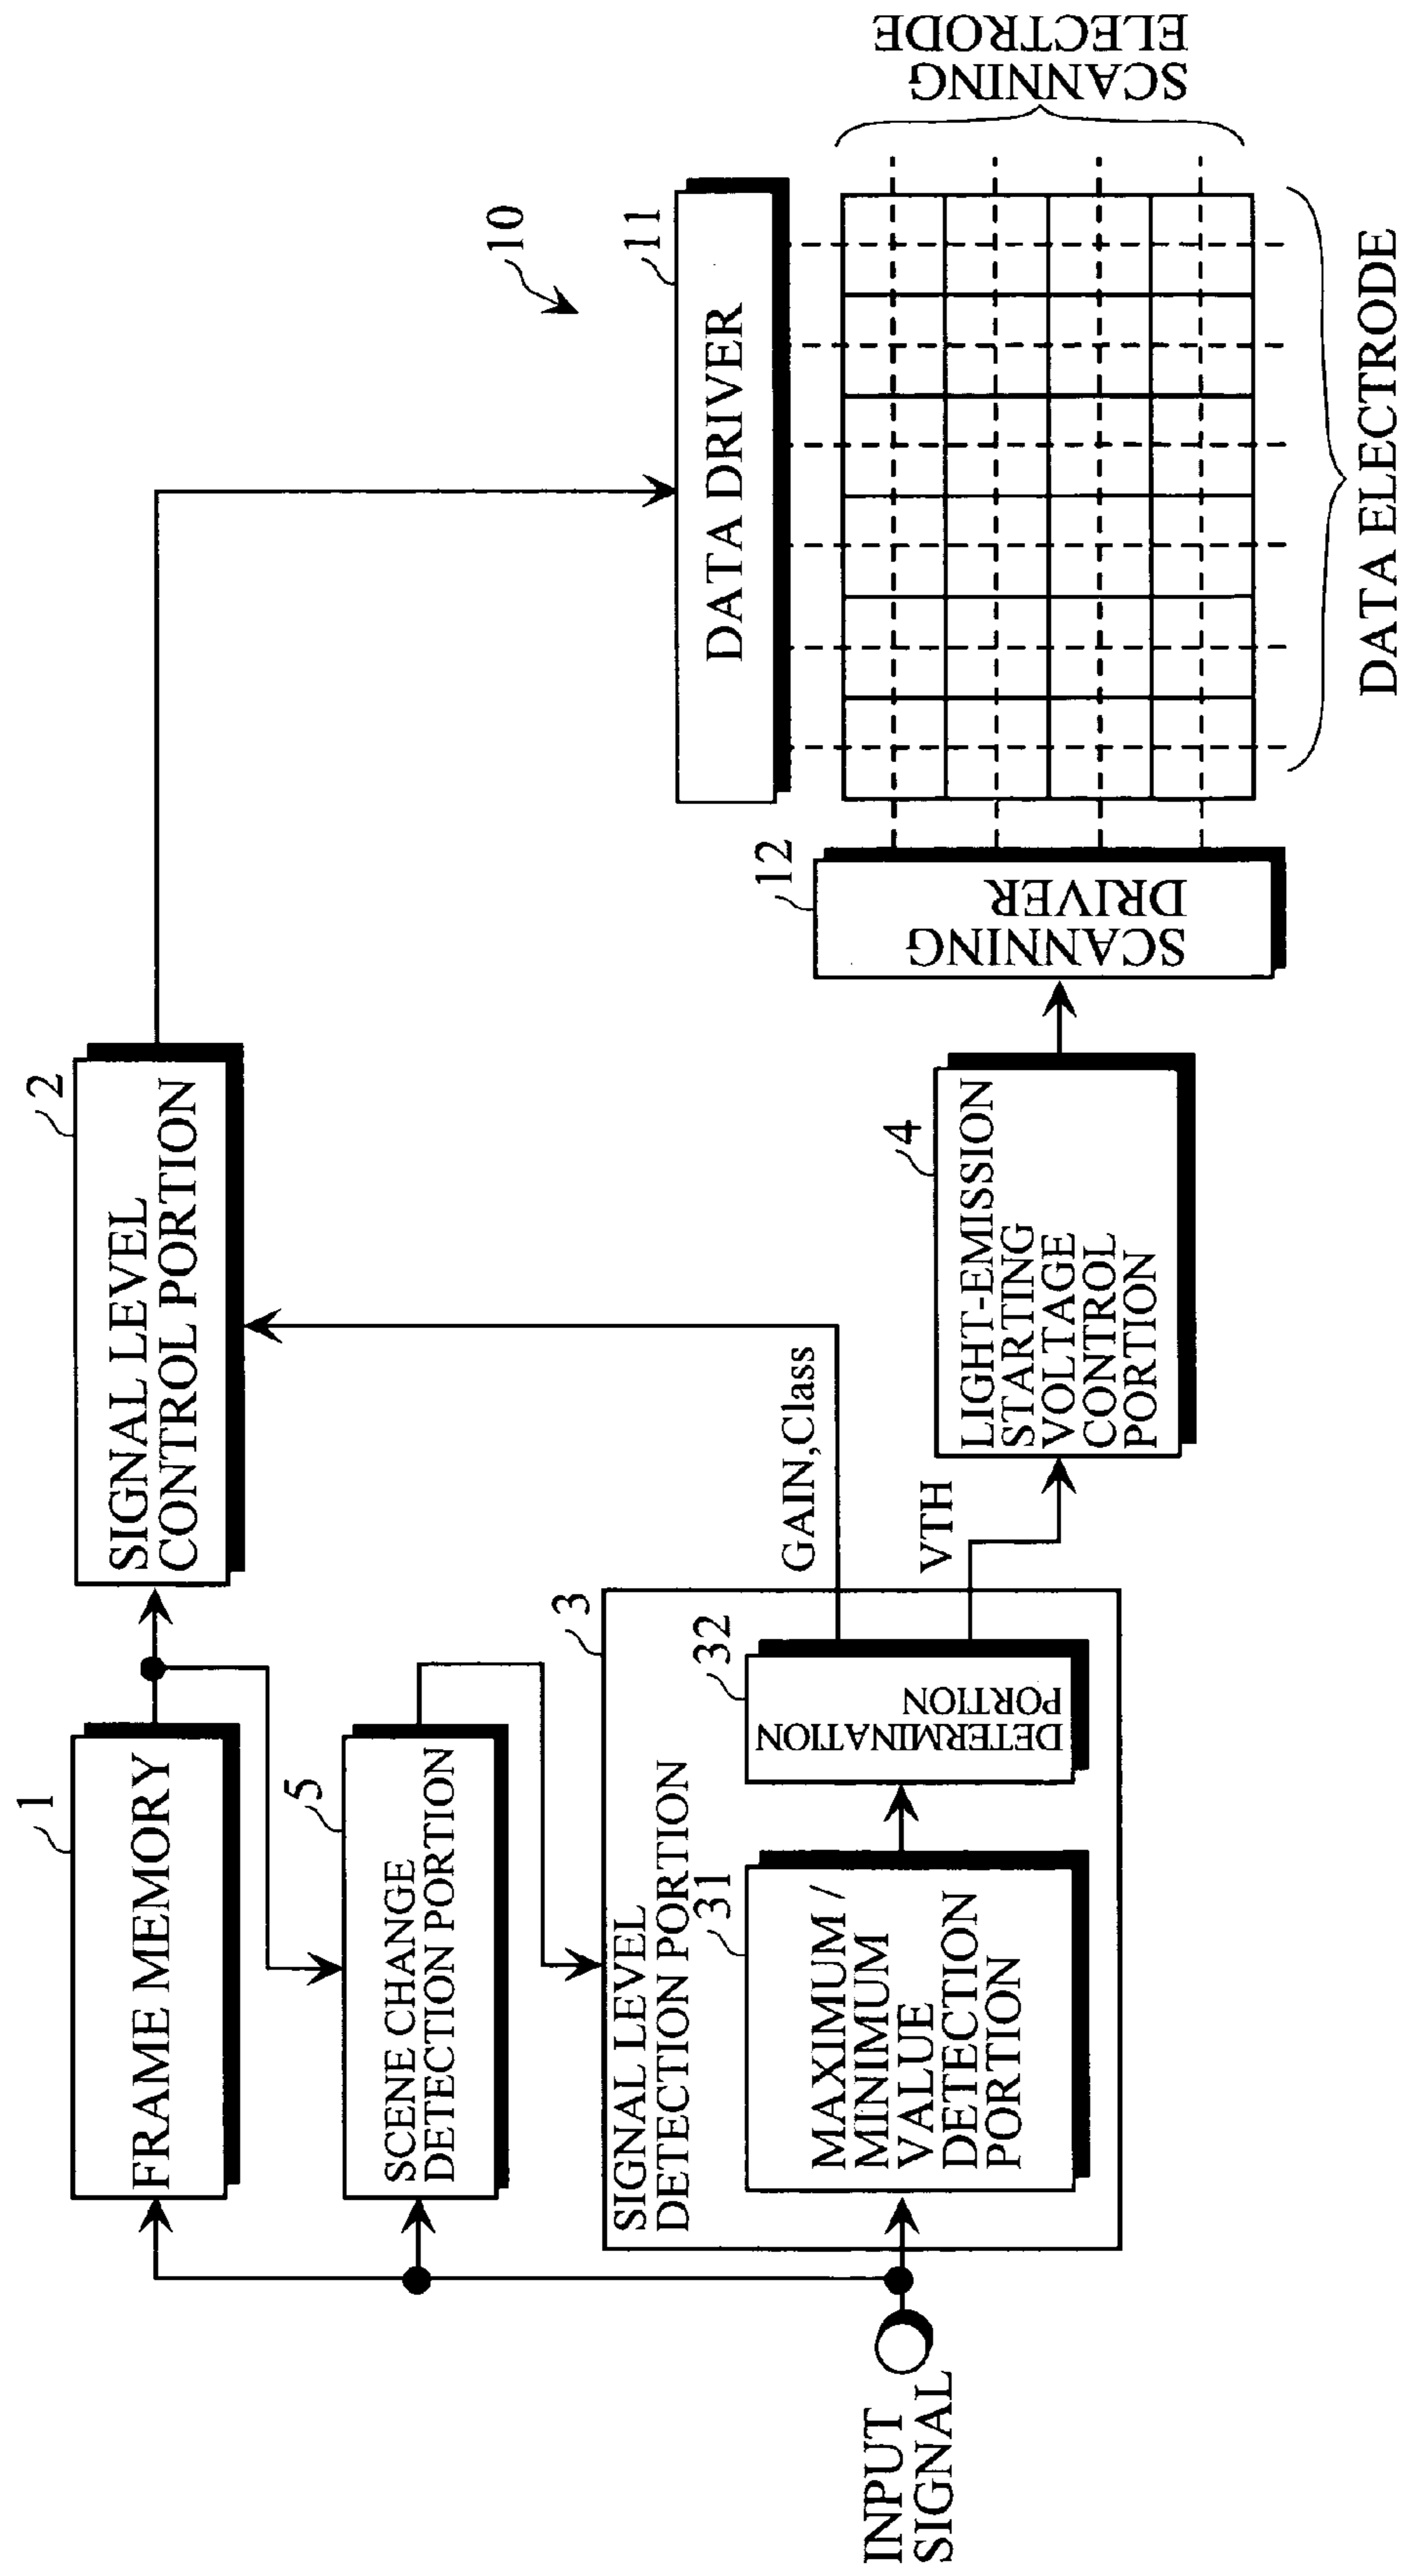 1
FRAME MEMORY
2
SIGNAL LEVEL
CONTROL PORTION
5
SCENE CHANGE
DETECTION PORTION
3
SIGNAL LEVEL
DETECTION PORTION
31
MAXIMUM /
MINIMUM
VALUE
DETECTION
PORTION
32
DETERMINATION
PORTION
GAIN,Class
VTH
4
LIGHT-EMISSION
STARTING
VOLTAGE
CONTROL
PORTION
INPUT
SIGNAL
10
11
DATA DRIVER
12
SCANNING
DRIVER
SCANNING
ELECTRODE
DATA ELECTRODE